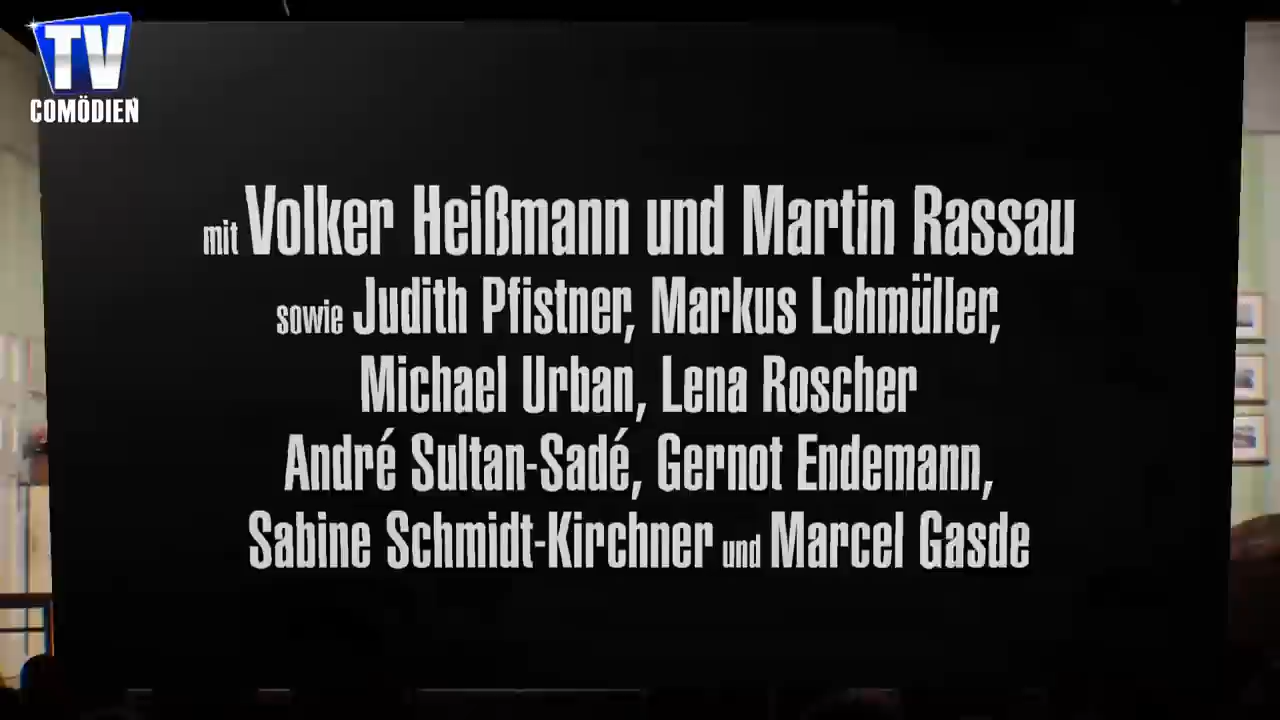 TV
COMÖDIEN
mit Volker Heißmann und Martin Rassau
sowie Judith Pfistner, Markus Lohmüller,
Michael Urban, Lena Roscher
André Sultan-Sadé, Gernot Endemann,
Sabine Schmidt-Kirchner und Marcel Gasde